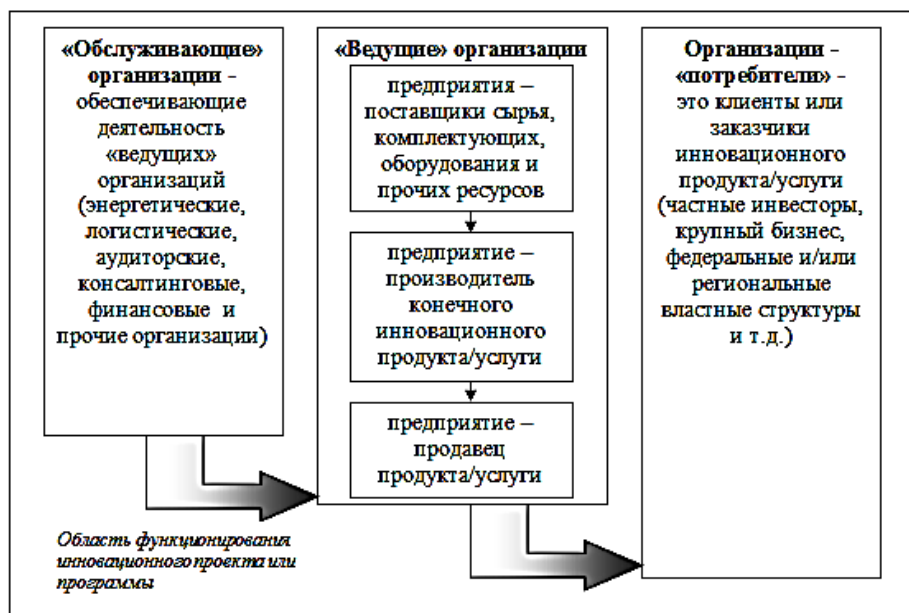 «Обслуживающие»
организации -
обеспечивающие
деятельность
«ведущих»
организаций
(энергетические,
логистические,
аудиторские,
консалтинговые,
финансовые и
прочие организации)
«Ведущие» организации
предприятия –
поставщики сырья,
комплектующих,
оборудования и
прочих ресурсов
предприятие –
производитель
конечного
инновационного
продукта/услуги
предприятие –
продавец
продукта/услуги
Организации -
«потребители» -
это клиенты или
заказчики
инновационного
продукта/услуги
(частные инвесторы,
крупный бизнес,
федеральные и/или
региональные
властные структуры
и т.д.)
Область функционирования
инновационного проекта или
программы